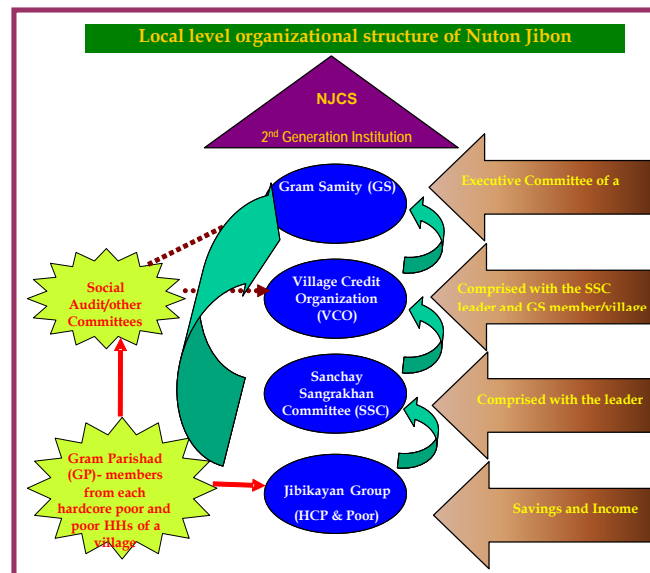 Local level organizational structure of Nuton Jibon
NJCS
2nd Generation Institution
Gram Samity (GS)
Executive Committee of a
Social
Audit/other
Committees
Village Credit
Organization
(VCO)
Comprised with the SSC
leader and GS member/village
Sanchay
Sangrakhan
Committee (SSC)
Comprised with the leader
Gram Parishad
(GP)- members
from each
hardcore poor and
poor HHs of a
village
Jibikayan Group
(HCP & Poor)
Savings and Income